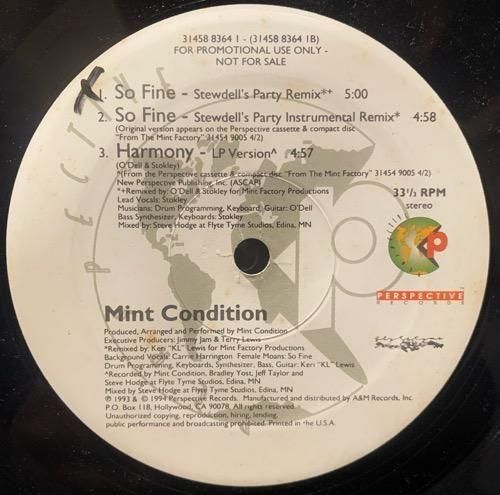 31458 8364 1 - (31458 8364 1B)
FOR PROMOTIONAL USE ONLY -
NOT FOR SALE
PECTIVE
1. So Fine - Stewdell's Party Remix*+ 5:00
2. So Fine - Stewdell's Party Instrumental Remix* 4:58
(Original version appears on the Perspective cassette & compact disc
"From The Mint Factory" 31454 9005 4/2)
3. Harmony - LP Version^ 4:57
(O'Dell & Stokley)
^(From the Perspective cassette & compact disc "From The Mint Factory" 31454 9005 4/2)
New Perspective Publishing, Inc. (ASCAP)
*+Remixed by: O'Dell & Stokley for Mint Factory Productions
Lead Vocals: Stokley
Musicians: Drum Programming, Keyboard, Guitar: O'Dell
Bass Synthesizer, Keyboards: Stokley
Mixed by: Steve Hodge at Flyte Tyme Studios, Edina, MN
33 1/3 RPM
stereo
P
PERSPECTIVE
RECORDS
Mint Condition
Produced, Arranged and Performed by Mint Condition
Executive Producers: Jimmy Jam & Terry Lewis
*Remixed by: Keri "KL" Lewis for Mint Factory Productions
Background Vocal: Carrie Harrington Female Moans: So Fine
Drum Programming, Keyboards, Synthesizer, Bass, Guitar: Keri "KL" Lewis
^Recorded by Mint Condition, Bradley Yost, Jeff Taylor and
Steve Hodge at Flyte Tyme Studios, Edina, MN
Mixed by Steve Hodge at Flyte Tyme Studios, Edina, MN
℗ 1993 & © 1994 Perspective Records. Manufactured and distributed by A&M Records, Inc.
P.O. Box 118, Hollywood, CA 90078. All rights reserved.
Unauthorized copying, reproduction, hiring, lending,
public performance and broadcasting prohibited. Printed in the U.S.A.